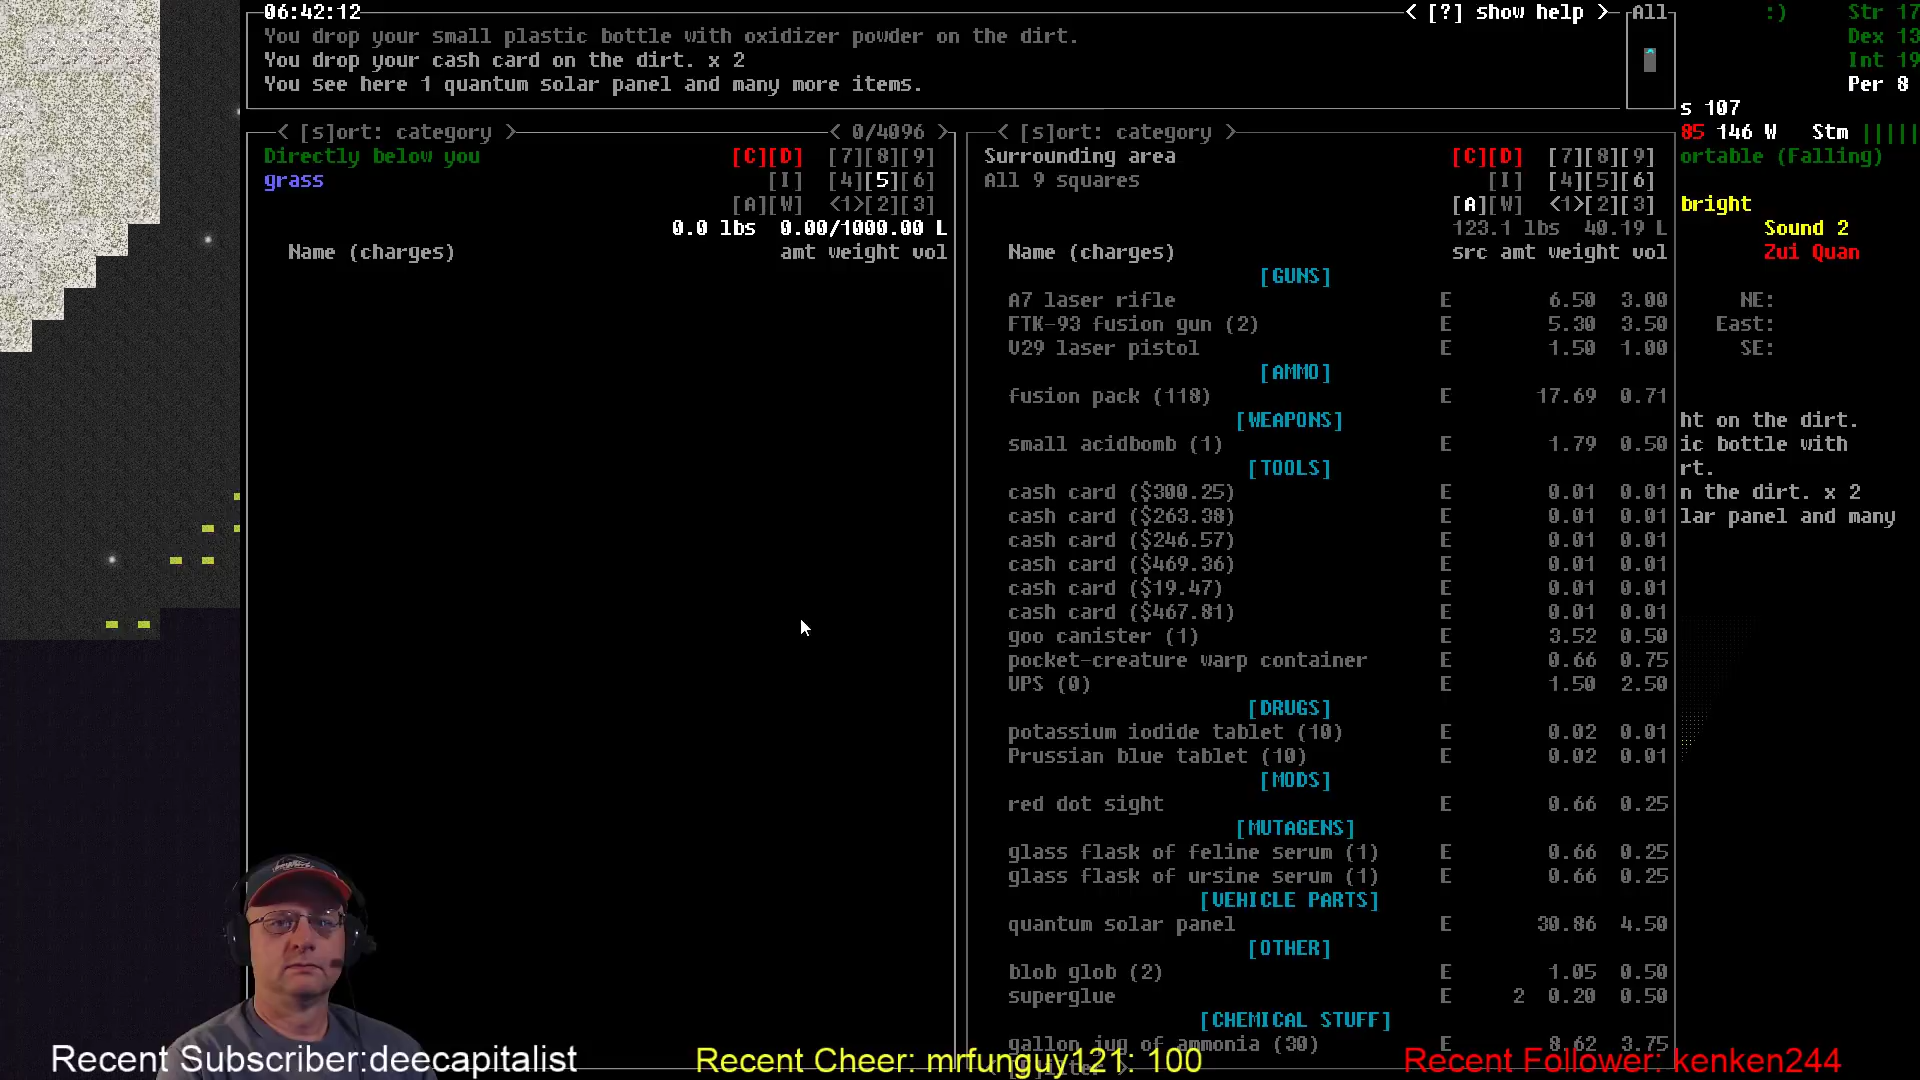 06:42:12
< [?] show help >
All
:)
Str 17
You drop your small plastic bottle with oxidizer powder on the dirt.
Dex 13
You drop your cash card on the dirt. x 2
Int 19
You see here 1 quantum solar panel and many more items.
Per 8
s 107
< [s]ort: category >
< 0/4096 >
< [s]ort: category >
85 146 W Stm |||||
Directly below you
[C][D] [7][8][9]
Surrounding area
[C][D] [7][8][9]
ortable (Falling)
grass
[I] [4][5][6]
All 9 squares
[I] [4][5][6]
[A][W] <1>[2][3]
[A][W] <1>[2][3]
bright
0.0 lbs 0.00/1000.00 L
123.1 lbs 40.19 L
Sound 2
Name (charges) amt weight vol
Name (charges) src amt weight vol
Zui Quan
[GUNS]
A7 laser rifle E 6.50 3.00
NE:
FTK-93 fusion gun (2) E 5.30 3.50
East:
V29 laser pistol E 1.50 1.00
SE:
[AMMO]
fusion pack (118) E 17.69 0.71
[WEAPONS]
ht on the dirt.
small acidbomb (1) E 1.79 0.50
ic bottle with
[TOOLS]
rt.
cash card ($300.25) E 0.01 0.01
n the dirt. x 2
cash card ($263.38) E 0.01 0.01
lar panel and many
cash card ($246.57) E 0.01 0.01
cash card ($469.36) E 0.01 0.01
cash card ($19.47) E 0.01 0.01
cash card ($467.81) E 0.01 0.01
goo canister (1) E 3.52 0.50
pocket-creature warp container E 0.66 0.75
UPS (0) E 1.50 2.50
[DRUGS]
potassium iodide tablet (10) E 0.02 0.01
Prussian blue tablet (10) E 0.02 0.01
[MODS]
red dot sight E 0.66 0.25
[MUTAGENS]
glass flask of feline serum (1) E 0.66 0.25
glass flask of ursine serum (1) E 0.66 0.25
[VEHICLE PARTS]
quantum solar panel E 30.86 4.50
[OTHER]
blob glob (2) E 1.05 0.50
superglue E 2 0.20 0.50
[CHEMICAL STUFF]
gallon jug of ammonia (30) E 8.62 3.75
Recent Subscriber:deecapitalist
Recent Cheer: mrfunguy121: 100
Recent Follower: kenken244